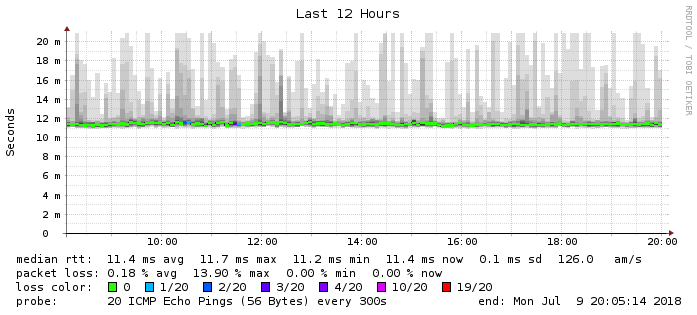 Last 12 Hours
RRDTOOL / TOBI OETIKER
Seconds
20 m
18 m
16 m
14 m
12 m
10 m
8 m
6 m
4 m
2 m
0
10:00 12:00 14:00 16:00 18:00 20:00
median rtt: 11.4 ms avg 11.7 ms max 11.2 ms min 11.4 ms now 0.1 ms sd 126.0 am/s
packet loss: 0.18 % avg 13.90 % max 0.00 % min 0.00 % now
loss color: 0 1/20 2/20 3/20 4/20 10/20 19/20
probe: 20 ICMP Echo Pings (56 Bytes) every 300s end: Mon Jul 9 20:05:14 2018